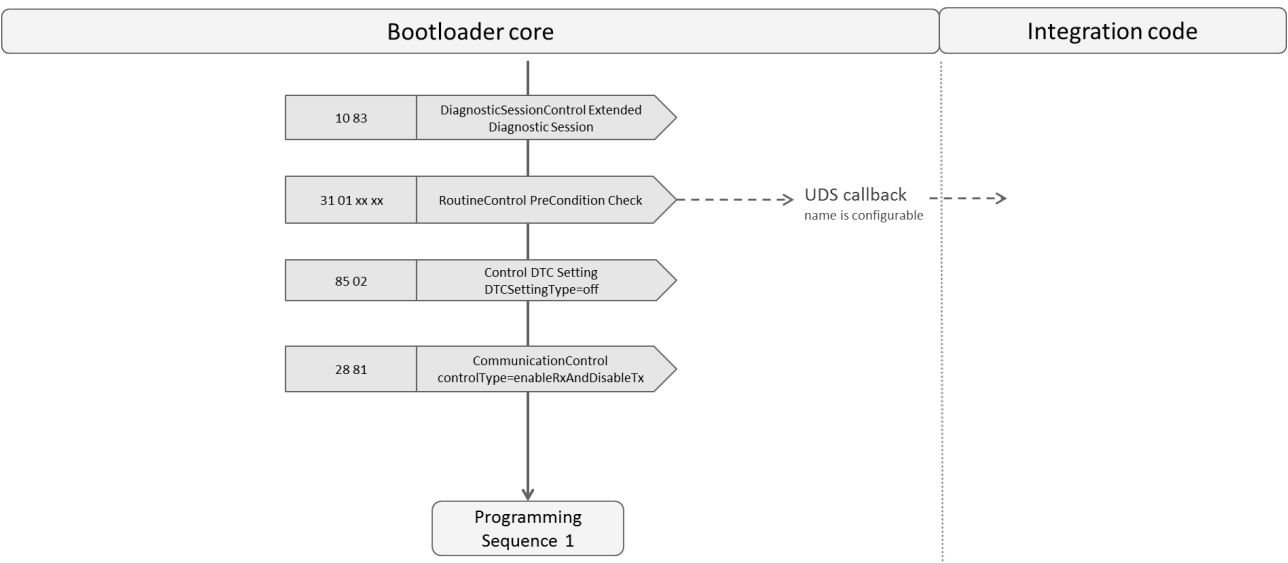 Bootloader core
Integration code
10 83
DiagnosticSessionControl Extended
Diagnostic Session
31 01 xx xx
RoutineControl PreCondition Check
UDS callback
name is configurable
85 02
Control DTC Setting
DTCSettingType=off
28 81
CommunicationControl
controlType=enableRxAndDisableTx
Programming
Sequence 1